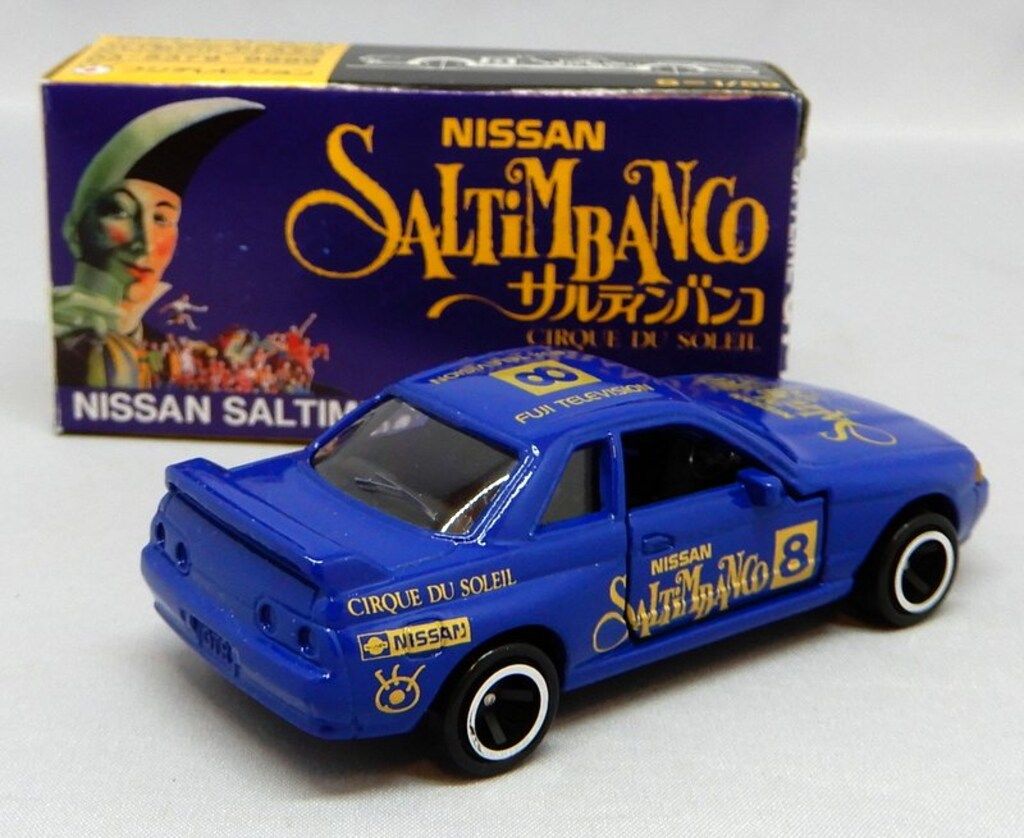 NISSAN
SALTIMBANCO
サルティンバンコ
CIRQUE DU SOLEIL
NISSAN SALTIM
8
FUJI TELEVISION
NISSAN
SALTIMBANCO
8
CIRQUE DU SOLEIL
NISSAN